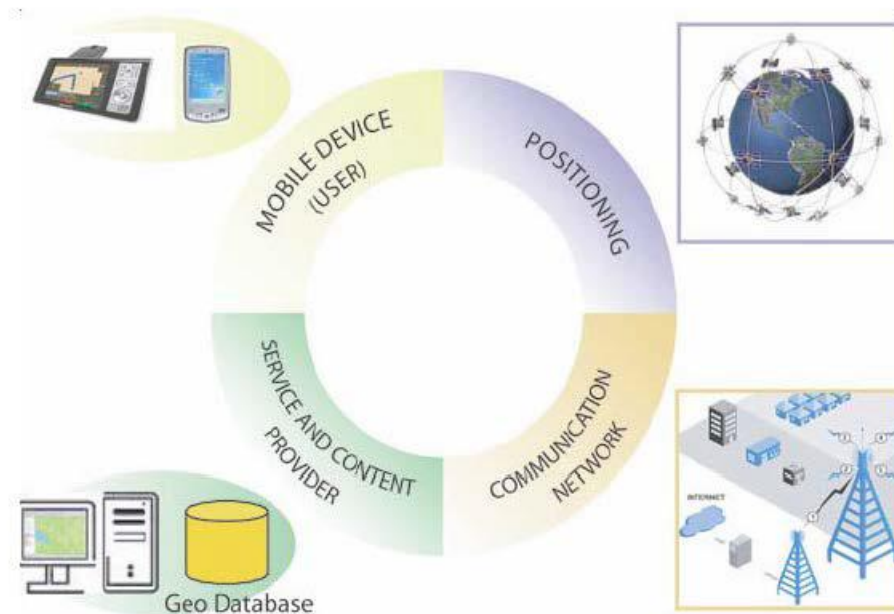 MOBILE DEVICE
(USER)
POSITIONING
SERVICE AND CONTENT
PROVIDER
COMMUNICATION
NETWORK
INTERNET
Geo Database